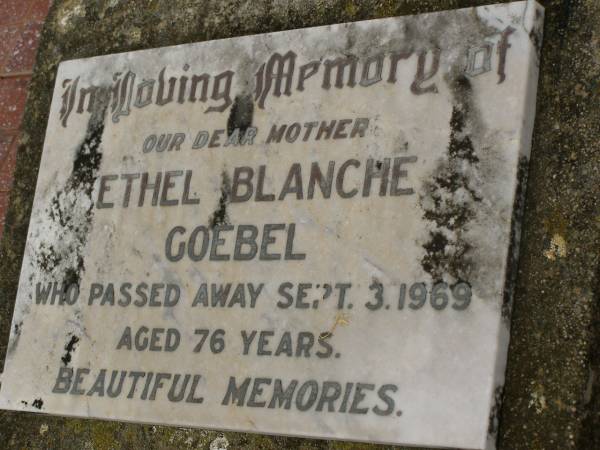 In Loving Memory of
OUR DEAR MOTHER
ETHEL BLANCHE
GOEBEL
WHO PASSED AWAY SEPT. 3. 1969
AGED 76 YEARS.
BEAUTIFUL MEMORIES.